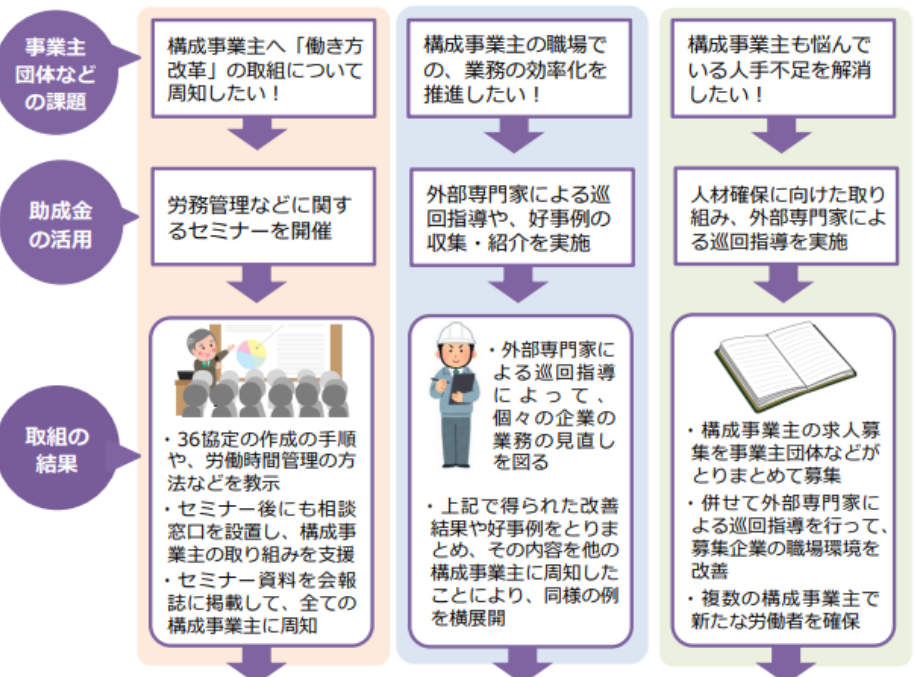 事業主
団体など
の課題
構成事業主へ「働き方
改革」の取組について
周知したい！
構成事業主の職場で
の、業務の効率化を
推進したい！
構成事業主も悩んで
いる人手不足を解消
したい！
助成金
の活用
労務管理などに関す
るセミナーを開催
外部専門家による巡
回指導や、好事例の
収集・紹介を実施
人材確保に向けた取り
組み、外部専門家によ
る巡回指導を実施
取組の
結果
・36協定の作成の手順
や、労働時間管理の方
法などを教示
・セミナー後にも相談
窓口を設置し、構成事
業主の取り組みを支援
・セミナー資料を会報
誌に掲載して、全ての
構成事業主に周知
・外部専門家に
よる巡回指導
によって、
個々の企業の
業務の見直し
を図る
・上記で得られた改善
結果や好事例をとりま
とめ、その内容を他の
構成事業主に周知した
ことにより、同様の例
を横展開
・構成事業主の求人募
集を事業主団体などが
とりまとめて募集
・併せて外部専門家に
よる巡回指導を行って、
募集企業の職場環境を
改善
・複数の構成事業主で
新たな労働者を確保